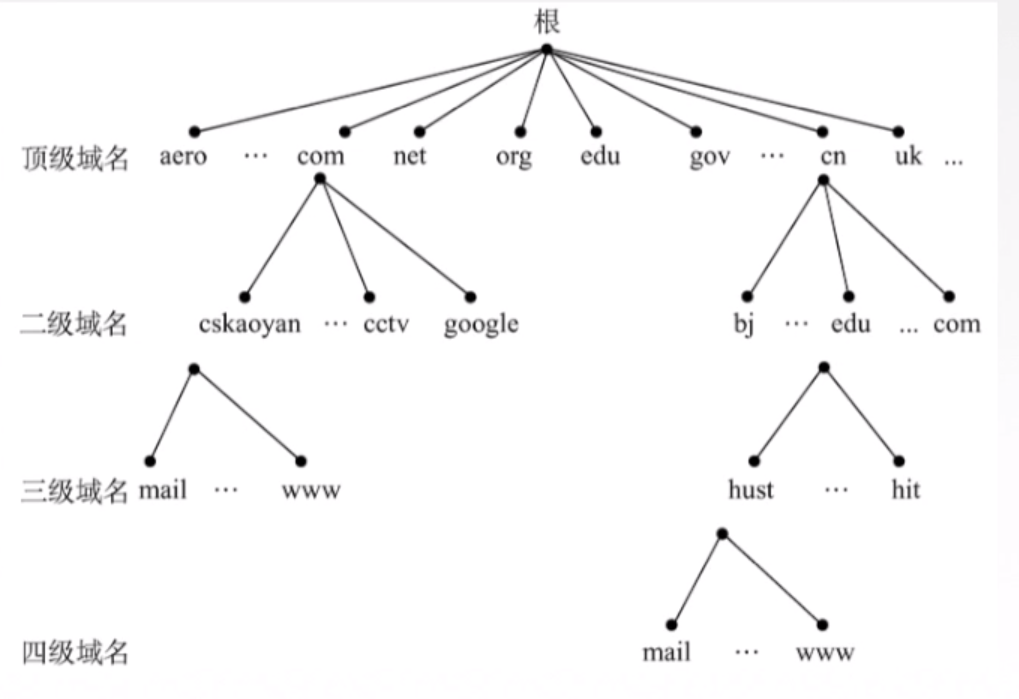 根
顶级域名 aero … com net org edu gov … cn uk ...
二级域名 cskaoyan … cctv google bj … edu ... com
三级域名 mail … www hust … hit
四级域名 mail … www